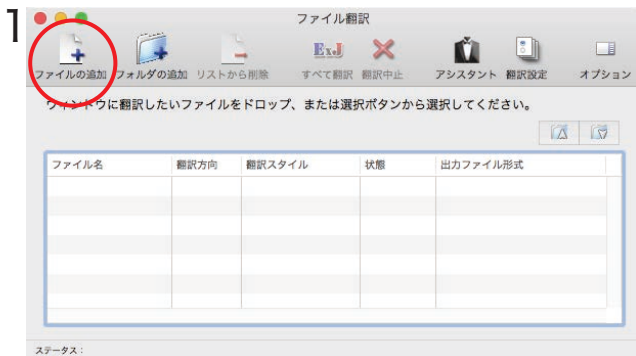 1
ファイル翻訳
ファイルの追加 フォルダの追加 リストから削除 すべて翻訳 翻訳中止 アシスタント 翻訳設定 オプション
ウィンドウに翻訳したいファイルをドロップ、または選択ボタンから選択してください。
ファイル名 翻訳方向 翻訳スタイル 状態 出力ファイル形式
ステータス：